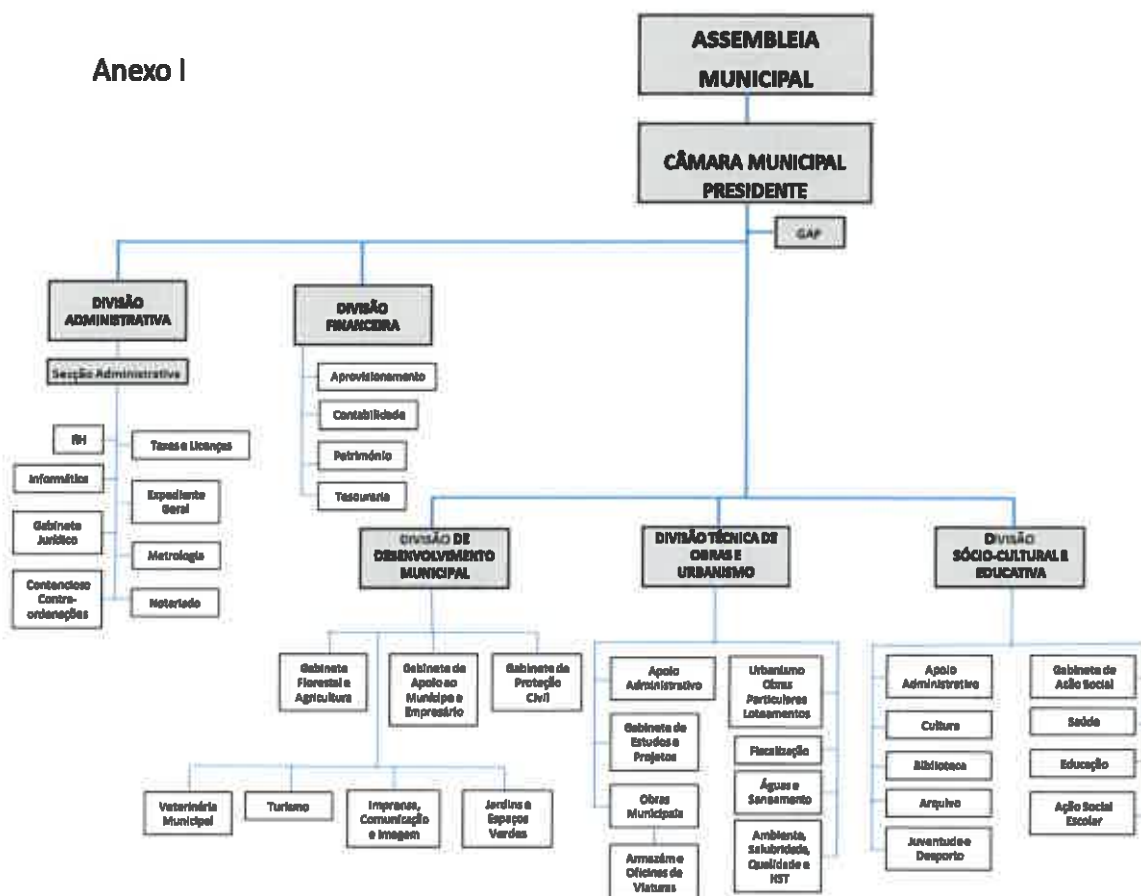 Anexo I
ASSEMBLEIA
MUNICIPAL
CÂMARA MUNICIPAL
PRESIDENTE
GAP
DIVISÃO
ADMINISTRATIVA
Secção Administrativa
RH
Taxas e Licenças
Informática
Expediente
Geral
Gabinete
Jurídico
Metrologia
Contencioso
Contra-
ordenações
Notariado
DIVISÃO
FINANCEIRA
Aprovisionamento
Contabilidade
Património
Tesouraria
DIVISÃO DE
DESENVOLVIMENTO
MUNICIPAL
Gabinete
Florestal e
Agricultura
Gabinete de
Apoio ao
Munícipe e
Empresário
Gabinete de
Proteção
Civil
Veterinária
Municipal
Turismo
Imprensa,
Comunicação
e Imagem
Jardins e
Espaços
Verdes
DIVISÃO TÉCNICA DE
OBRAS E
URBANISMO
Apoio
Administrativo
Gabinete de
Estudos e
Projetos
Obras
Municipais
Armazém e
Oficinas de
Viaturas
Urbanismo
Obras
Particulares
Loteamentos
Fiscalização
Águas e
Saneamento
Ambiente,
Salubridade,
Qualidade e
HST
DIVISÃO
SÓCIO-CULTURAL E
EDUCATIVA
Apoio
Administrativo
Cultura
Biblioteca
Arquivo
Juventude e
Desporto
Gabinete de
Ação Social
Saúde
Educação
Ação Social
Escolar